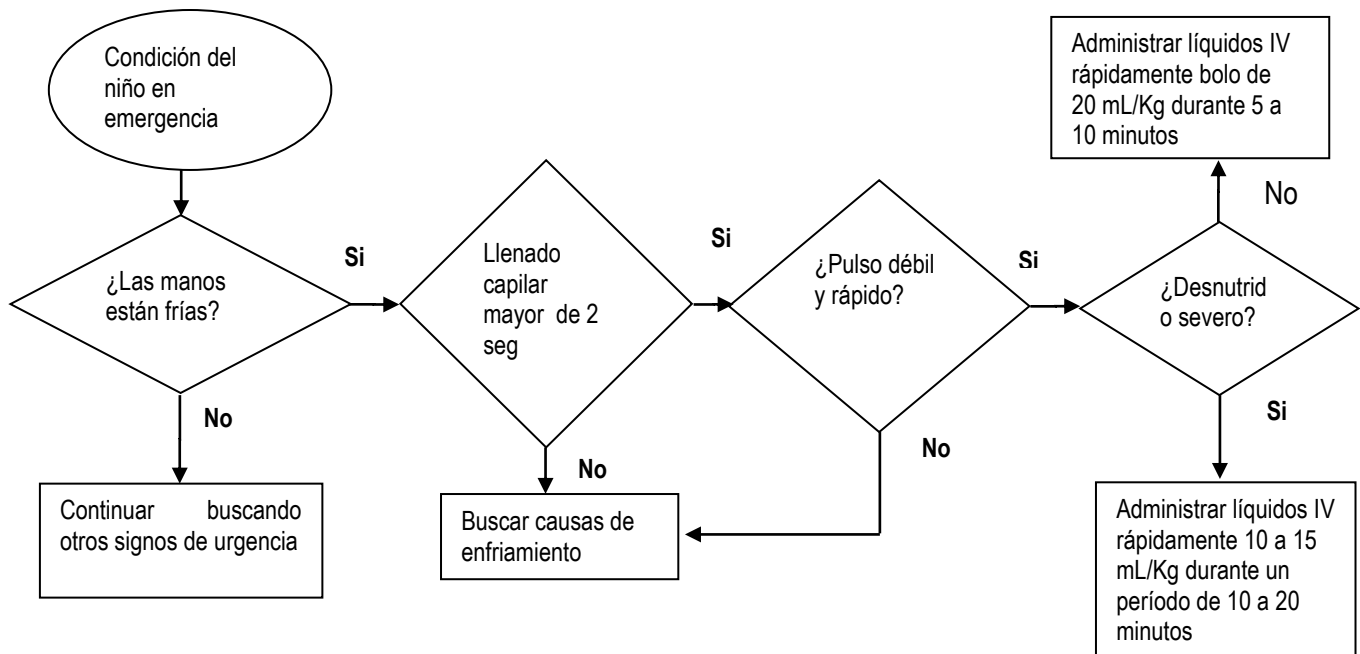 Condición del
niño en
emergencia
¿Las manos
están frías?
Si
No
Continuar buscando
otros signos de urgencia
Llenado
capilar
mayor de 2
seg
Si
No
Buscar causas de
enfriamiento
¿Pulso débil
y rápido?
Si
No
¿Desnutrid
o severo?
No
Administrar líquidos IV
rápidamente bolo de
20 mL/Kg durante 5 a
10 minutos
Si
Administrar líquidos IV
rápidamente 10 a 15
mL/Kg durante un
período de 10 a 20
minutos